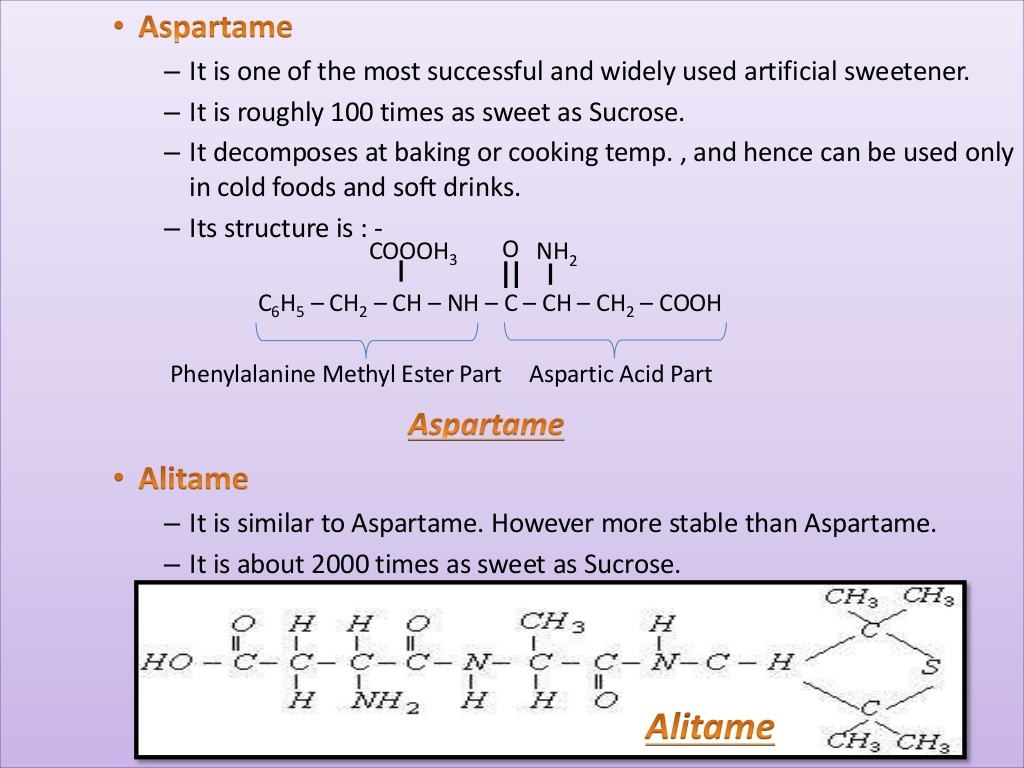 • Aspartame
– It is one of the most successful and widely used artificial sweetener.
– It is roughly 100 times as sweet as Sucrose.
– It decomposes at baking or cooking temp. , and hence can be used only
in cold foods and soft drinks.
– Its structure is : -
COOOH₃ O NH₂
C₆H₅ – CH₂ – CH – NH – C – CH – CH₂ – COOH
Phenylalanine Methyl Ester Part Aspartic Acid Part
Aspartame
• Alitame
– It is similar to Aspartame. However more stable than Aspartame.
– It is about 2000 times as sweet as Sucrose.
CH₃ CH₃
O H H O CH₃ H C
HO – C – C – C – C – N – C – C – N – C – H S
H NH₂ H H O C
Alitame
CH₃ CH₃